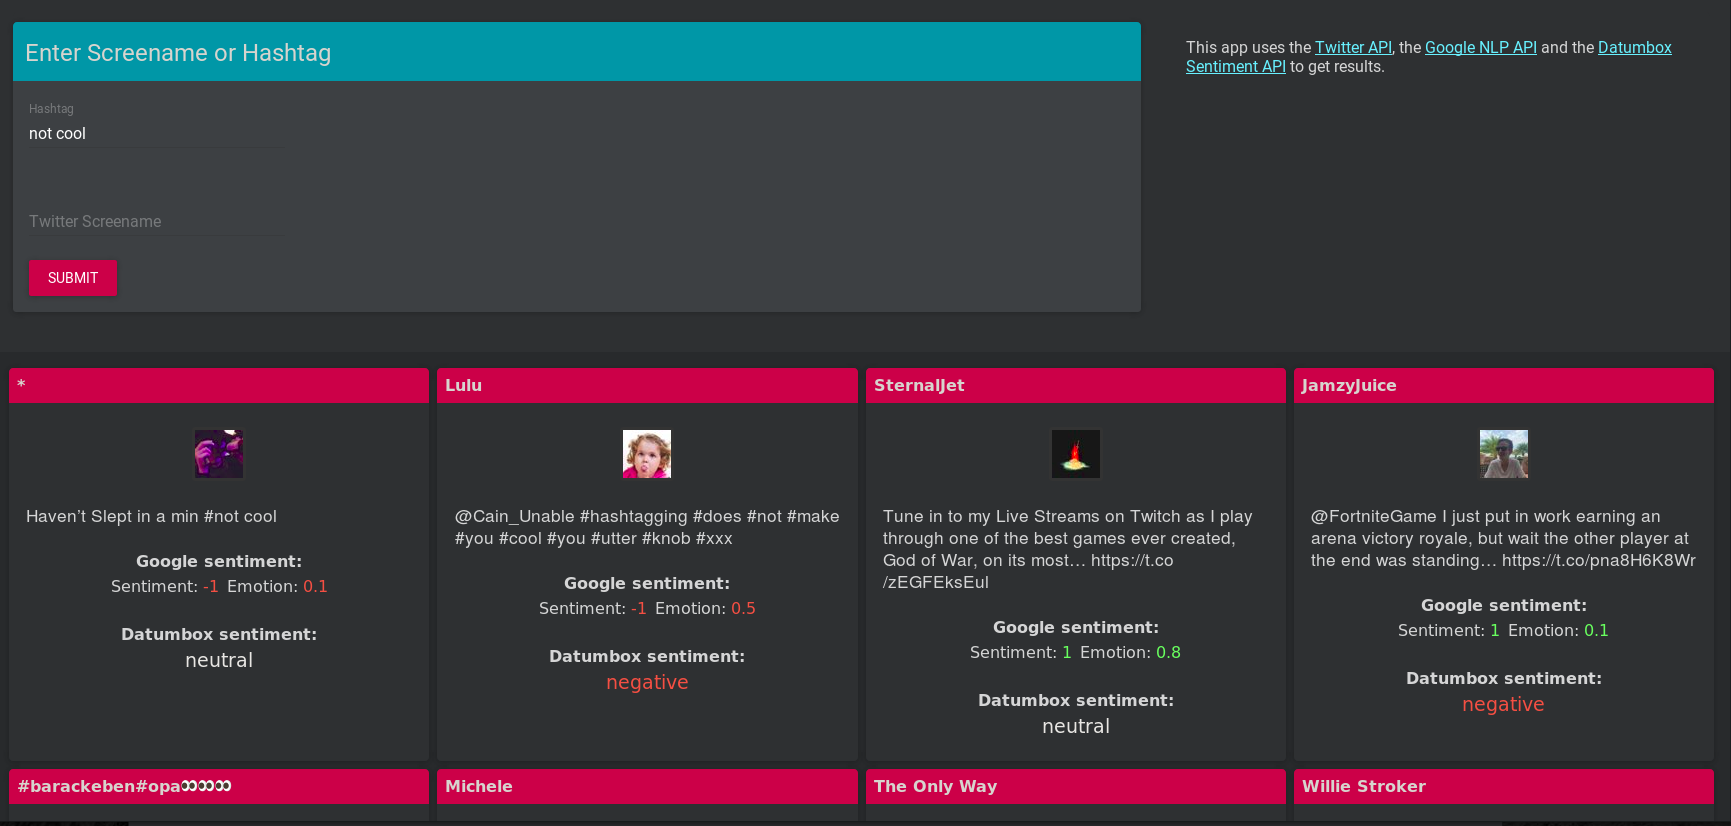 Enter Screename or Hashtag
This app uses the Twitter API, the Google NLP API and the Datumbox
Sentiment API to get results.
Hashtag
not cool
Twitter Screename
SUBMIT
*
Haven't Slept in a min #not cool
Google sentiment:
Sentiment: -1 Emotion: 0.1
Datumbox sentiment:
neutral
Lulu
@Cain_Unable #hashtagging #does #not #make
#you #cool #you #utter #knob #xxx
Google sentiment:
Sentiment: -1 Emotion: 0.5
Datumbox sentiment:
negative
SternalJet
Tune in to my Live Streams on Twitch as I play
through one of the best games ever created,
God of War, on its most… https://t.co
/zEGFEksEul
Google sentiment:
Sentiment: 1 Emotion: 0.8
Datumbox sentiment:
neutral
JamzyJuice
@FortniteGame I just put in work earning an
arena victory royale, but wait the other player at
the end was standing… https://t.co/pna8H6K8Wr
Google sentiment:
Sentiment: 1 Emotion: 0.1
Datumbox sentiment:
negative
#barackeben#opa👀👀👀
Michele
The Only Way
Willie Stroker